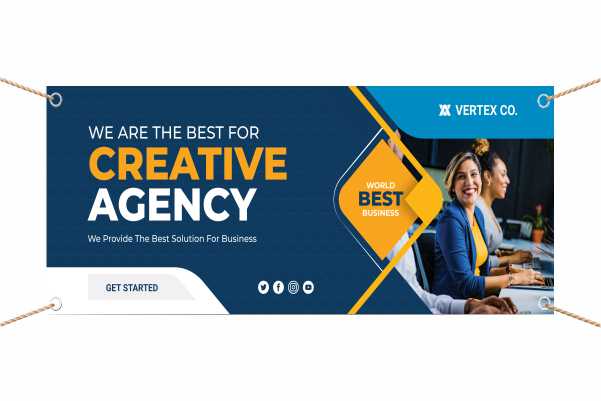 VERTEX CO.
WE ARE THE BEST FOR
CREATIVE
AGENCY
We Provide The Best Solution For Business
WORLD
BEST
BUSINESS
GET STARTED